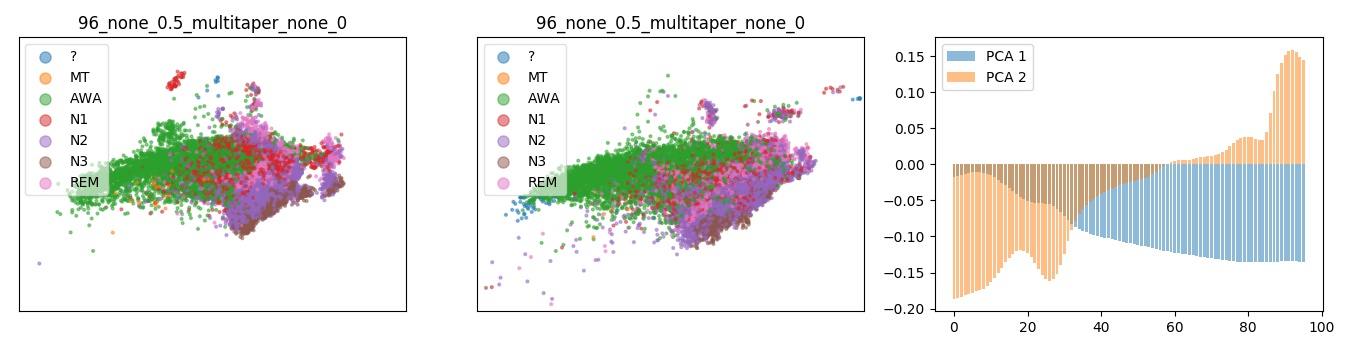 96_none_0.5_multitaper_none_0
?
MT
AWA
N1
N2
N3
REM
96_none_0.5_multitaper_none_0
?
MT
AWA
N1
N2
N3
REM
PCA 1
PCA 2
0.15
0.10
0.05
0.00
−0.05
−0.10
−0.15
−0.20
0 20 40 60 80 100